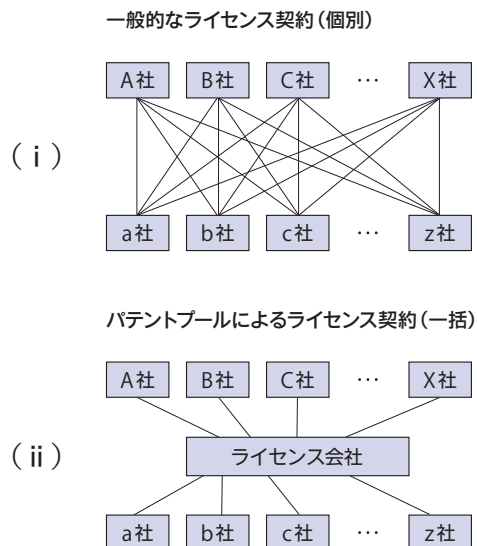 一般的なライセンス契約（個別）
A社 B社 C社 … X社
（ⅰ）
a社 b社 c社 … z社
パテントプールによるライセンス契約（一括）
A社 B社 C社 … X社
（ⅱ）
ライセンス会社
a社 b社 c社 … z社